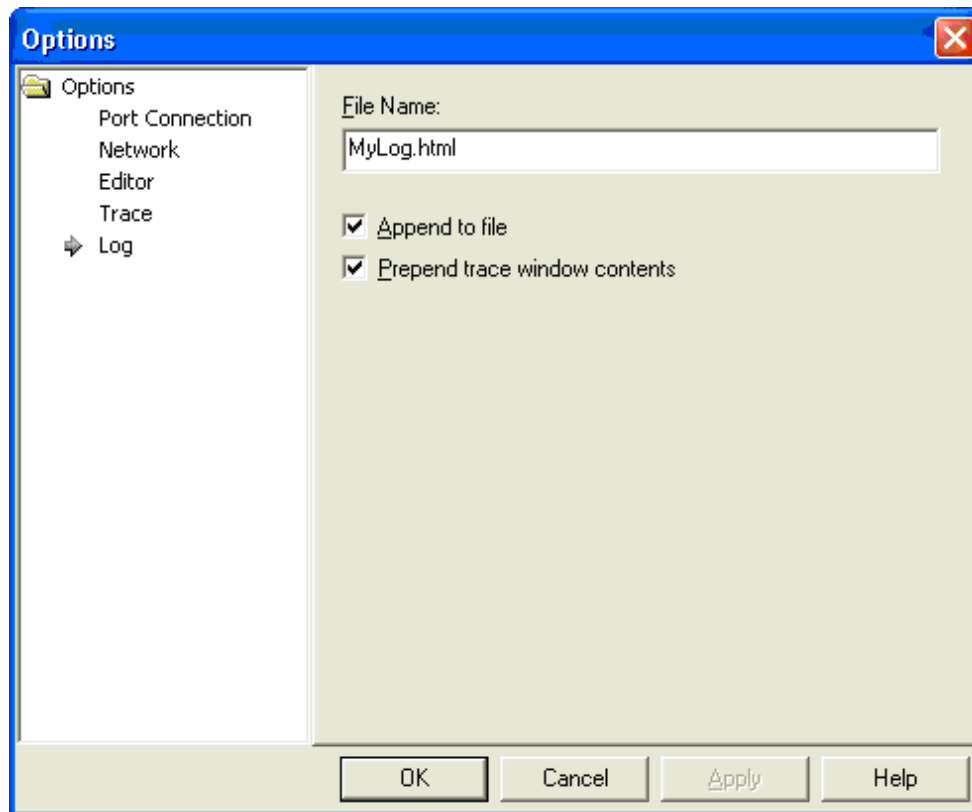 Options
Options
Port Connection
Network
Editor
Trace
Log
File Name:
MyLog.html
Append to file
Prepend trace window contents
OK
Cancel
Apply
Help